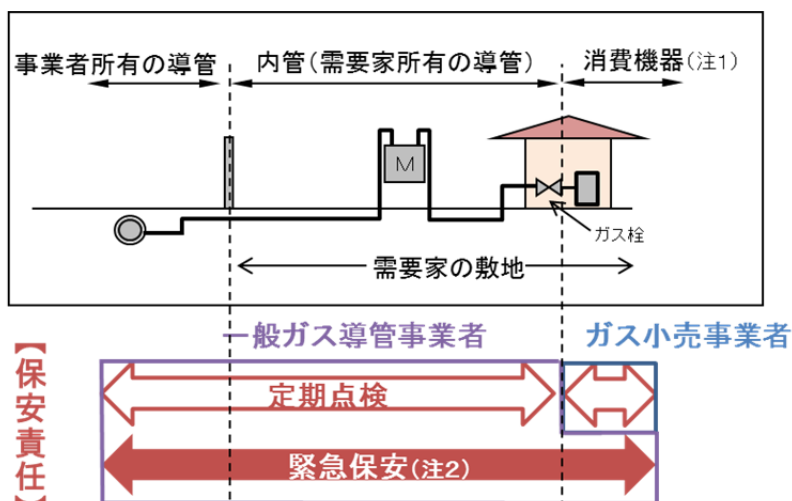 事業者所有の導管
内管(需要家所有の導管)
消費機器(注1)
M
ガス栓
需要家の敷地
一般ガス導管事業者
ガス小売事業者
【保安責任】
定期点検
緊急保安(注2)